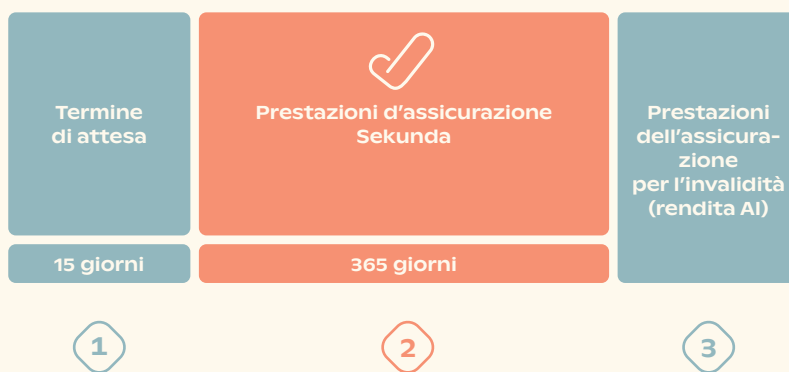 Termine
di attesa
Prestazioni d'assicurazione
Sekunda
Prestazioni
dell'assicura-
zione
per l'invalidità
(rendita AI)
15 giorni
365 giorni
1
2
3